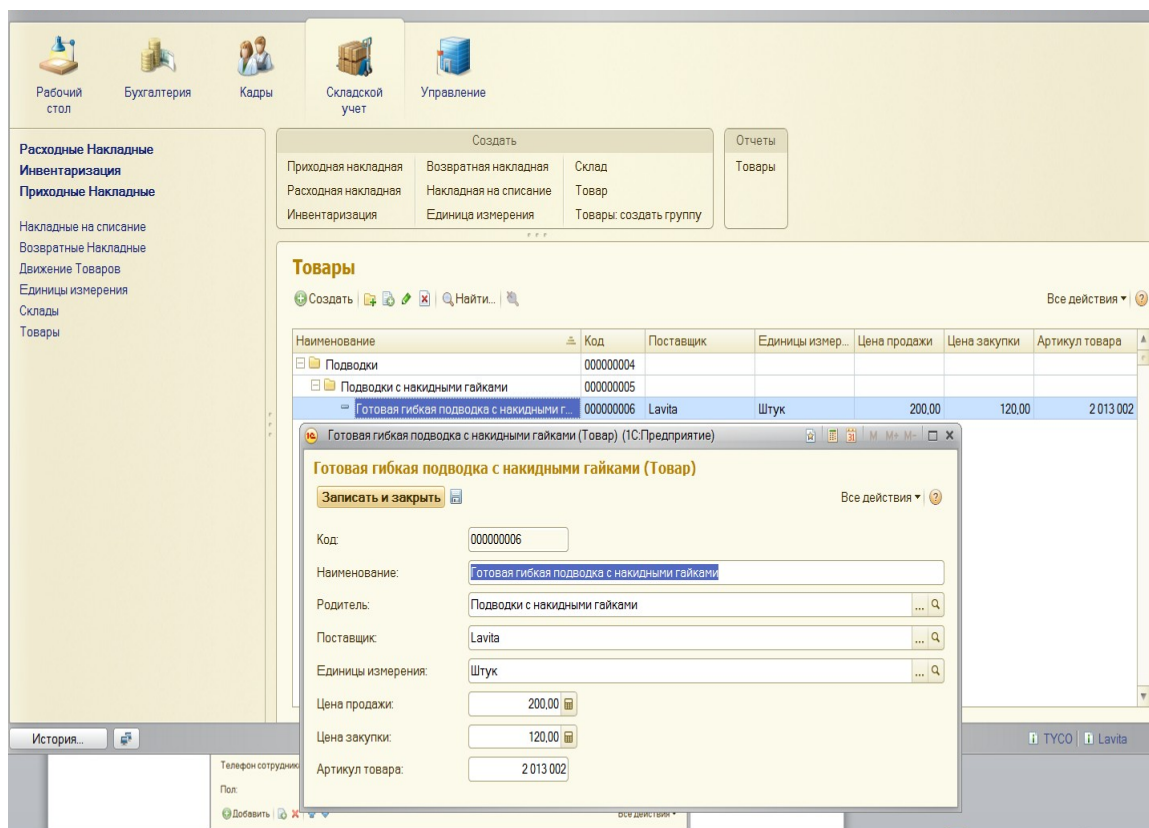 Рабочий стол
Бухгалтерия
Кадры
Складской учет
Управление
Расходные Накладные
Инвентаризация
Приходные Накладные
Накладные на списание
Возвратные Накладные
Движение Товаров
Единицы измерения
Склады
Товары
Создать
Приходная накладная Возвратная накладная Склад
Расходная накладная Накладная на списание Товар
Инвентаризация Единица измерения Товары: создать группу
Отчеты
Товары
Товары
Создать Найти... Все действия
Наименование Код Поставщик Единицы измер... Цена продажи Цена закупки Артикул товара
Подводки 000000004
Подводки с накидными гайками 000000005
Готовая гибкая подводка с накидными г... 000000006 Lavita Штук 200,00 120,00 2 013 002
Готовая гибкая подводка с накидными гайками (Товар) (1С:Предприятие) M M+ M-
Готовая гибкая подводка с накидными гайками (Товар)
Записать и закрыть Все действия
Код: 000000006
Наименование: Готовая гибкая подводка с накидными гайками
Родитель: Подводки с накидными гайками ...
Поставщик: Lavita ...
Единицы измерения: Штук ...
Цена продажи: 200,00
Цена закупки: 120,00
Артикул товара: 2 013 002
История... TYCO Lavita
Телефон сотрудник
Пол:
Добавить Все действия